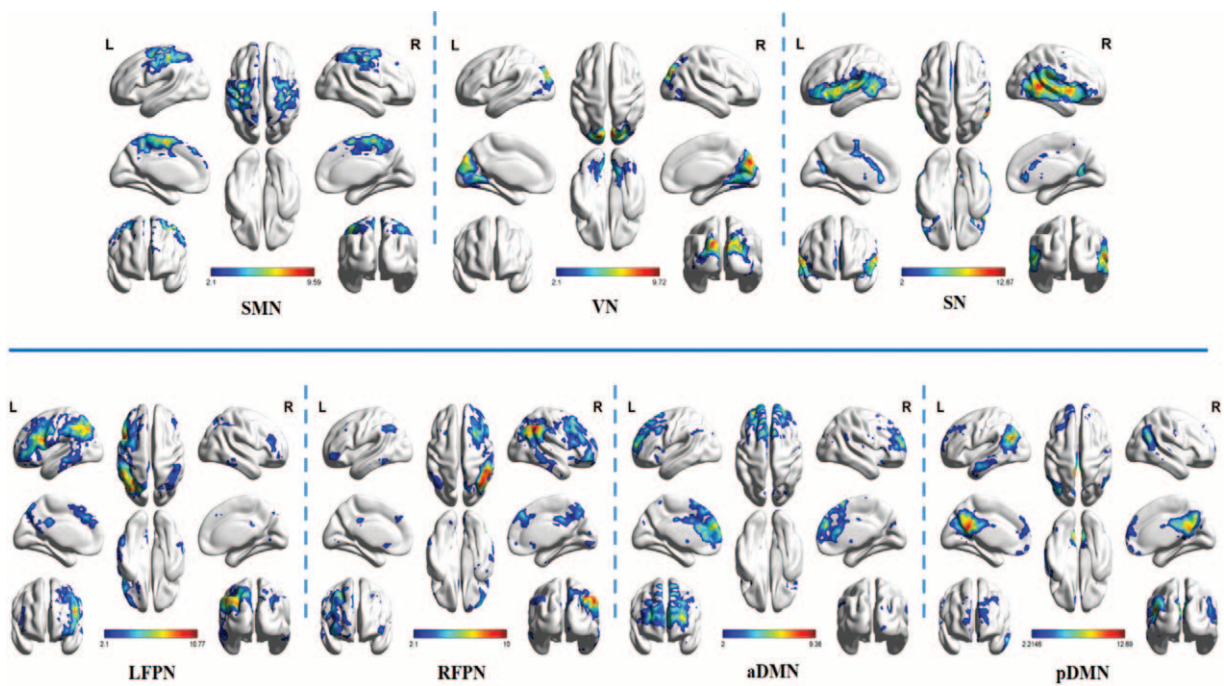 L R L R L R
2.1 9.59 2.1 9.72 2 12.87
SMN VN SN
L R L R L R L R
2.1 10.77 2.1 10 2 8.36 2.2146 12.69
LFPN RFPN aDMN pDMN